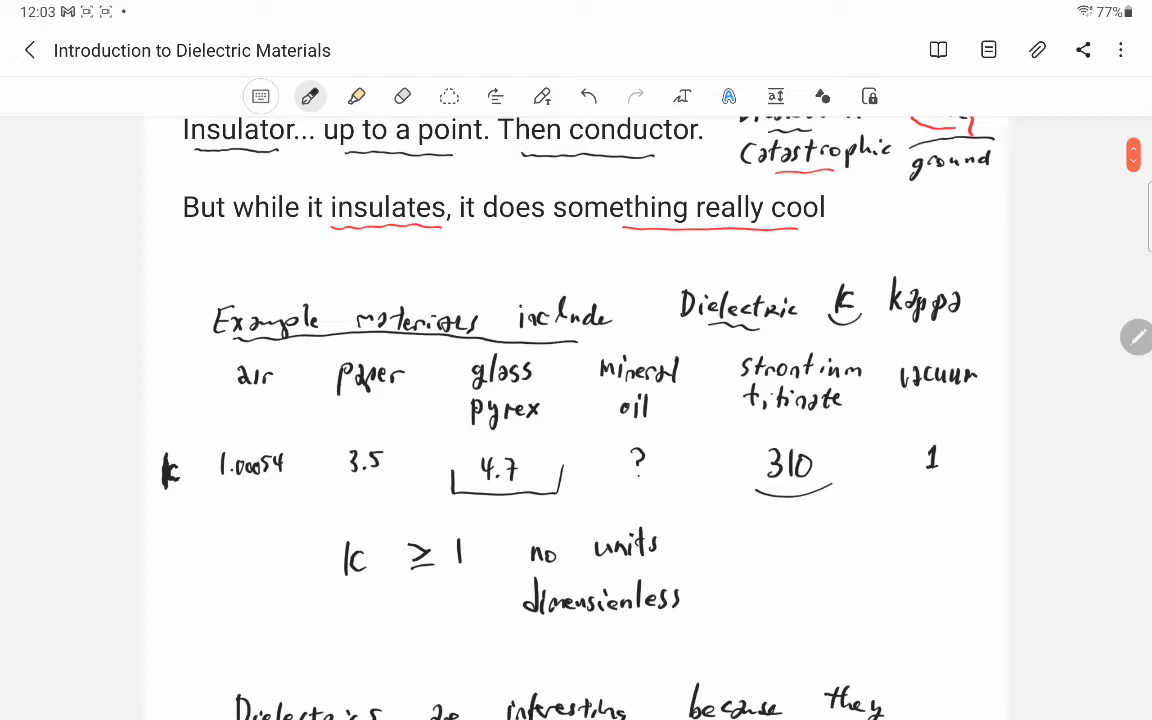 12:03 77%
Introduction to Dielectric Materials
Insulator... up to a point. Then conductor.
Catastrophic ground
But while it insulates, it does something really cool
Example materials include Dielectric κ kappa
air paper glass mineral strontium vacuum
pyrex oil titinate
κ 1.00054 3.5 4.7 ? 310 1
κ ≥ 1 no units
dimensionless
Dielectrics are interesting because they